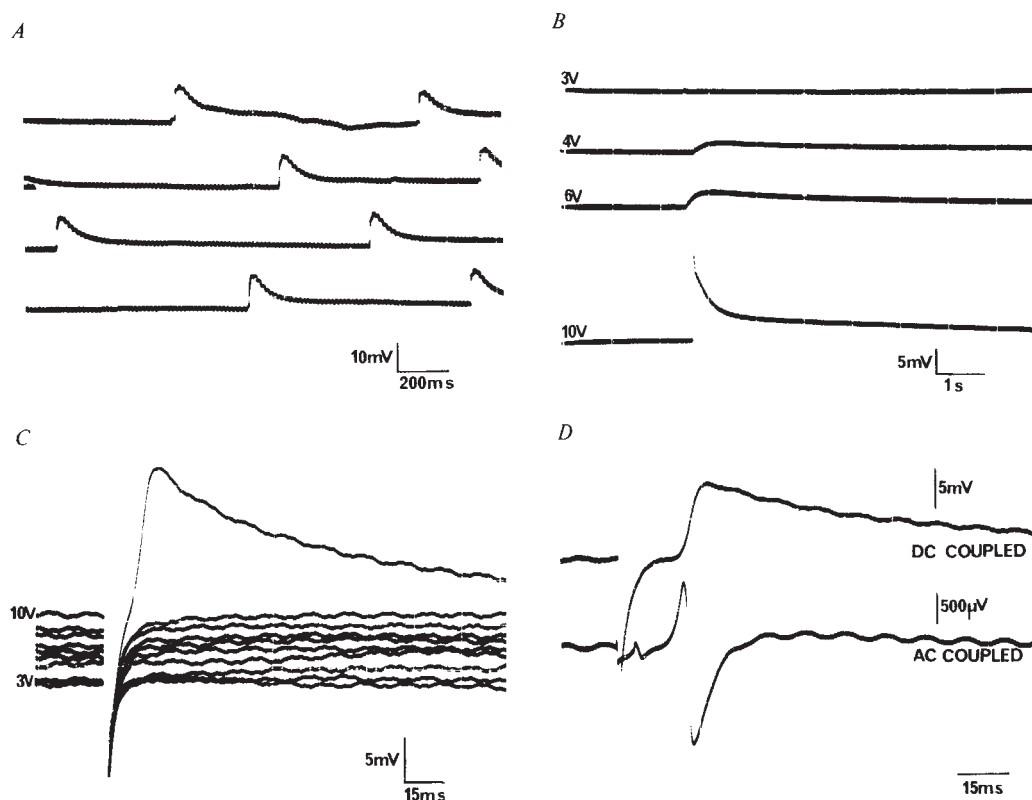 A
B
3V
4V
6V
10V
10mV
200ms
5mV
1s
C
D
10V
3V
5mV
15ms
5mV
DC COUPLED
500µV
AC COUPLED
15ms